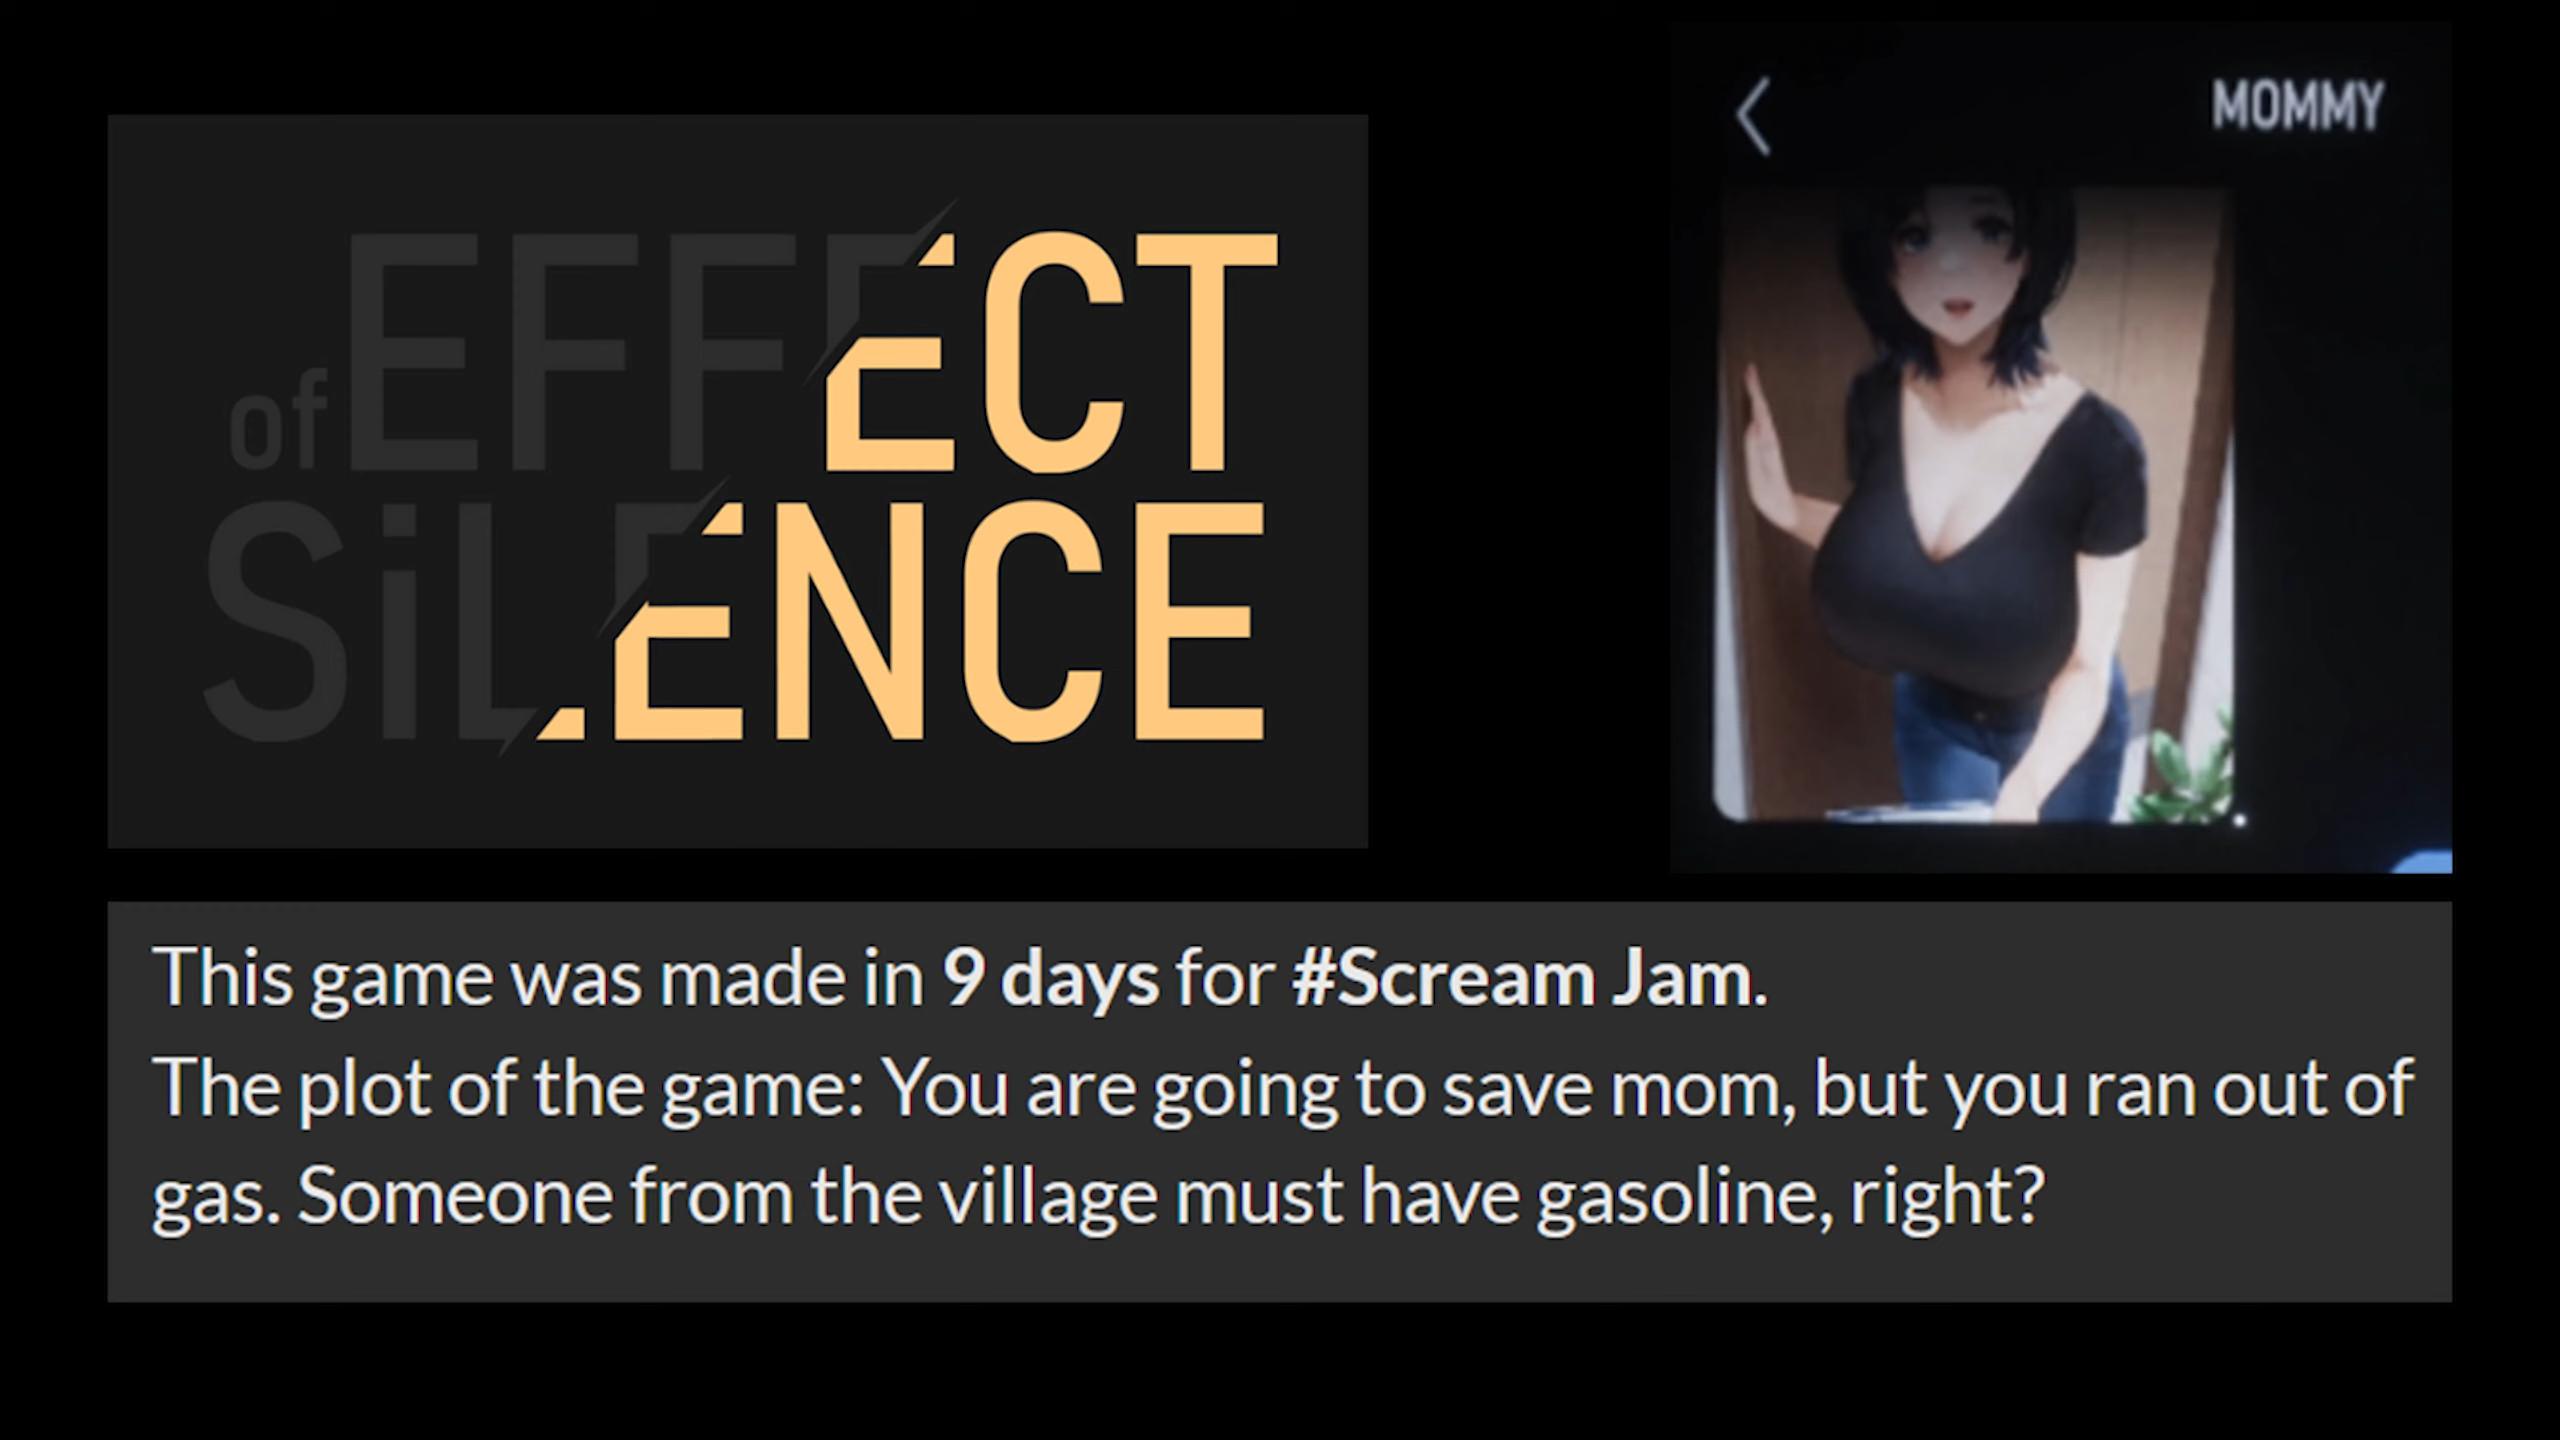 of EFFECT
SiLENCE
MOMMY
This game was made in 9 days for #Scream Jam.
The plot of the game: You are going to save mom, but you ran out of
gas. Someone from the village must have gasoline, right?